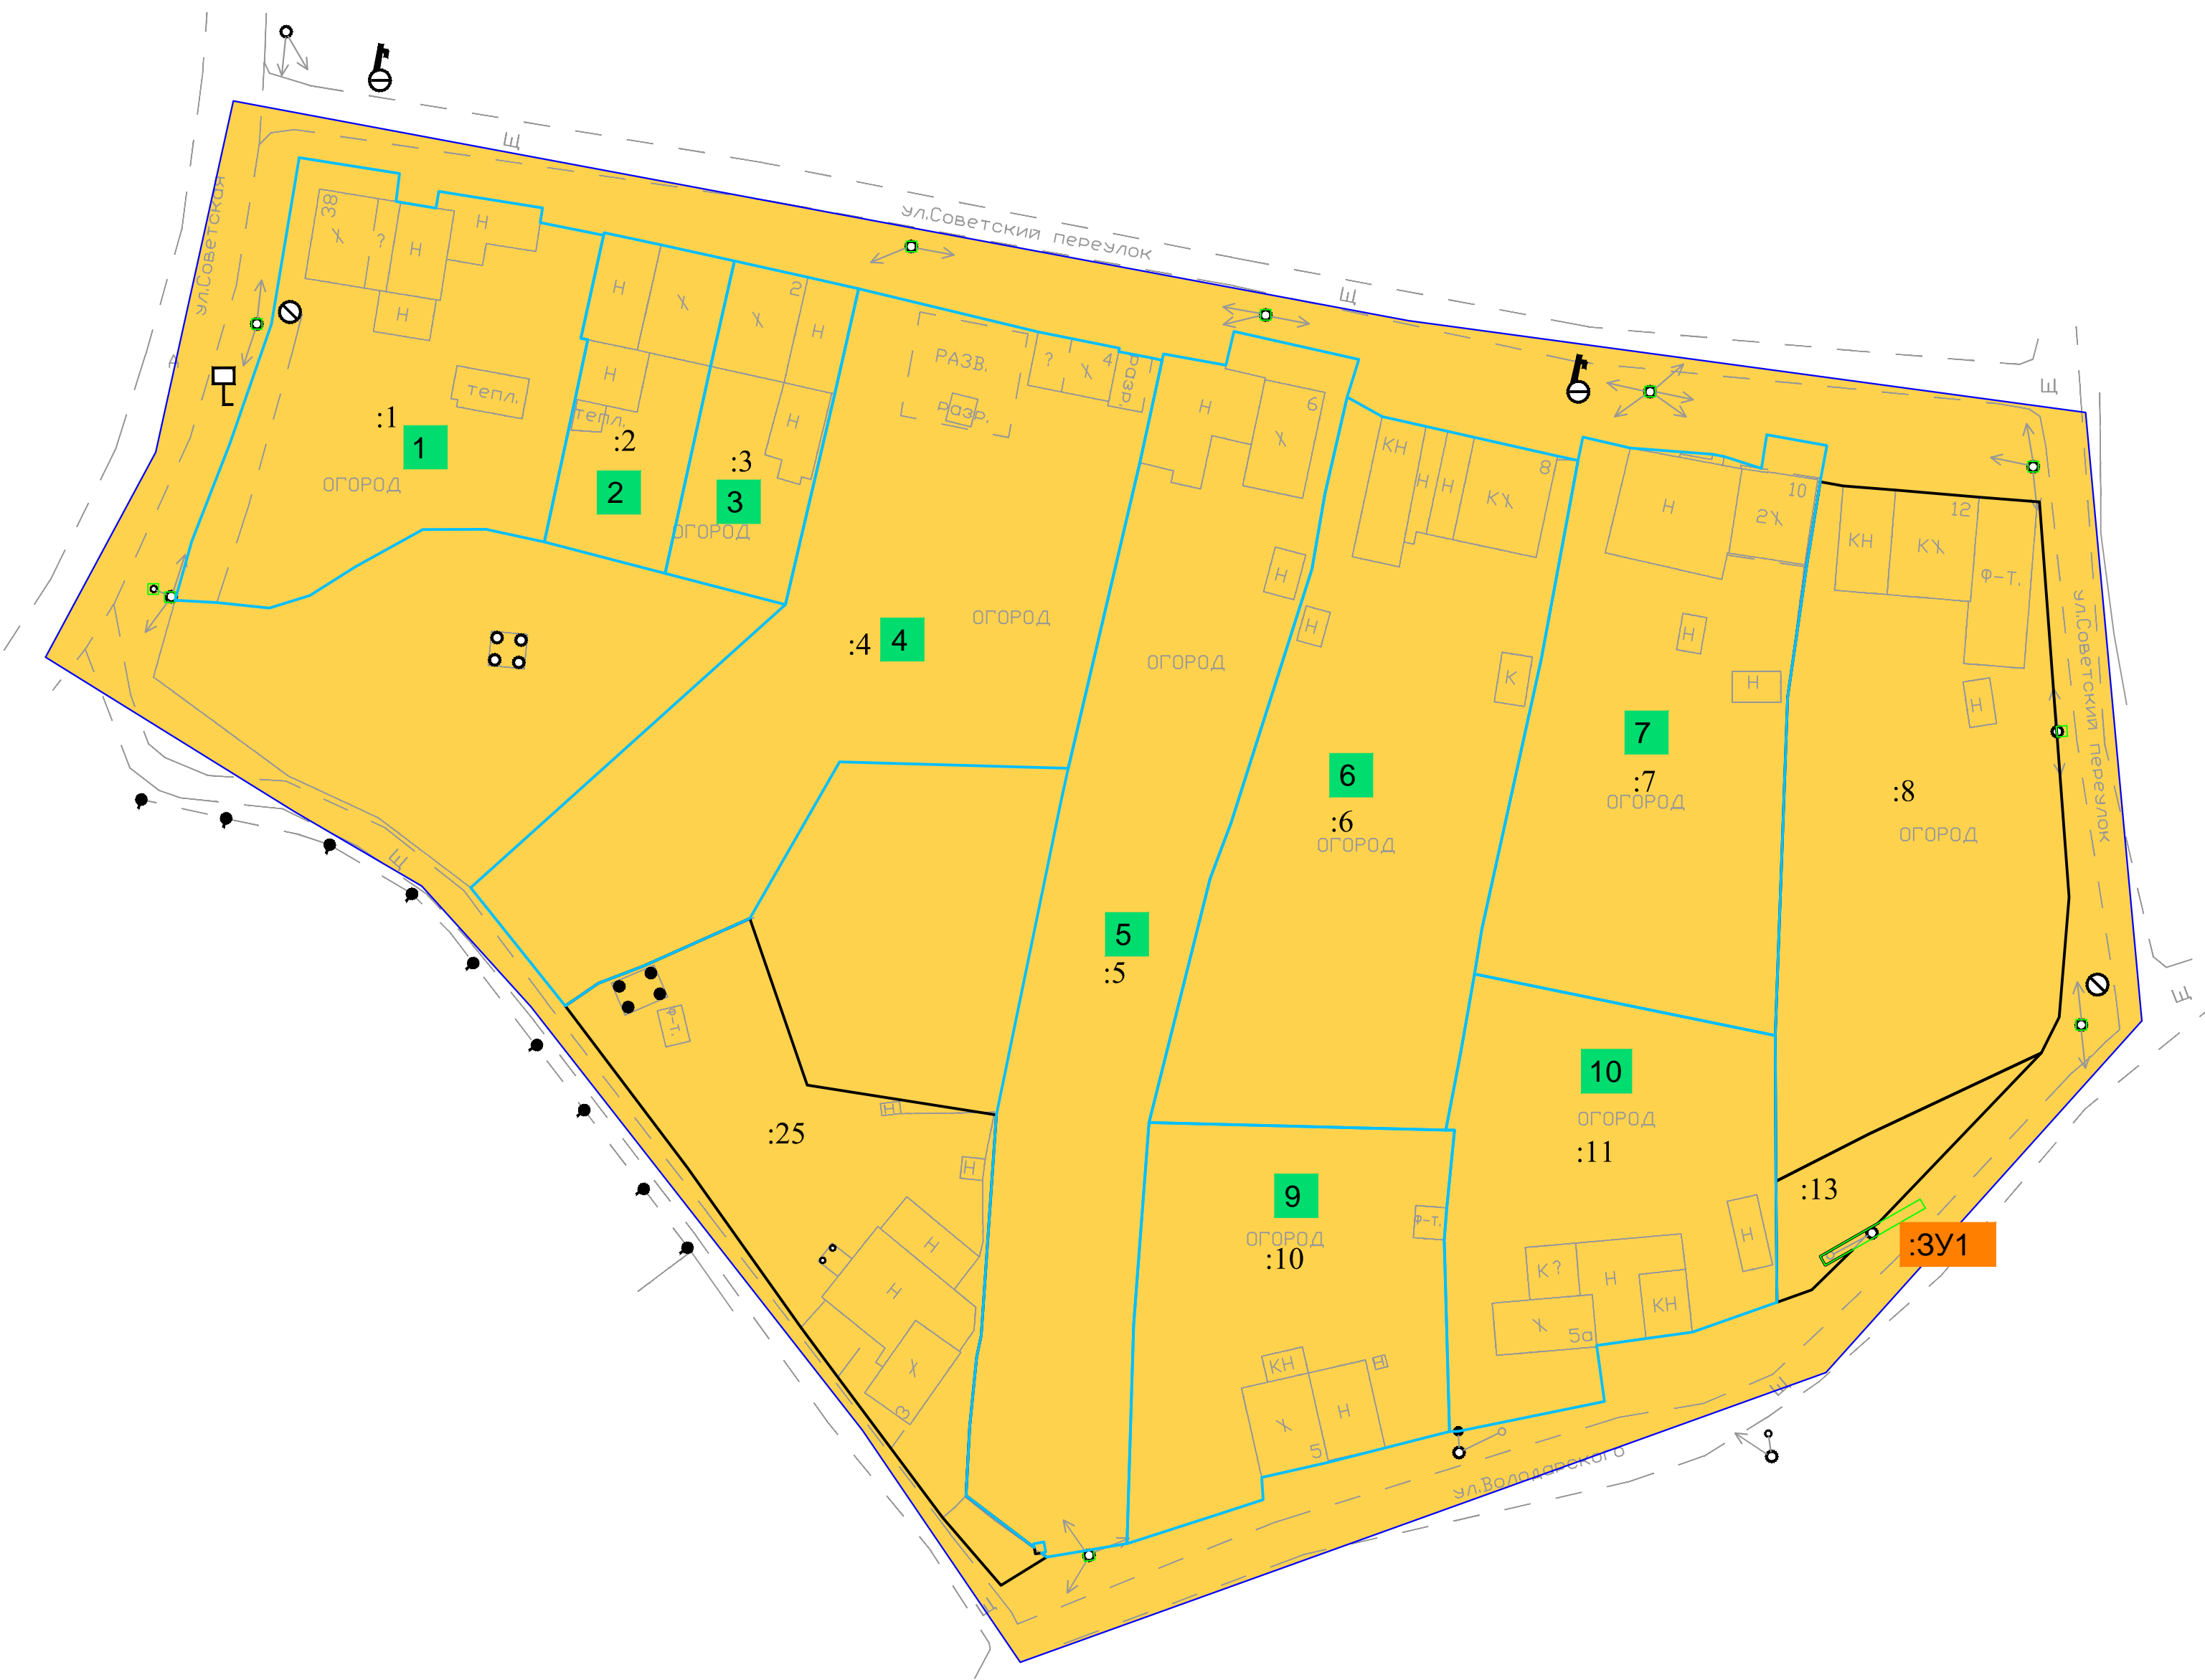 Щ
ул.Советская
38
Х
?
Н
Н
Н
ул.Советский переулок
Щ
А
Н
Х
2
Х
Н
Н
тепл.
тепл.
Н
РАЗВ.
разр.
?
Х
4
разр.
Н
6
Х
:1
1
:2
2
:3
3
ОГОРОД
ОГОРОД
КН
Н
Н
КХ
8
Н
2Х
10
КН
КХ
12
Ф-Т.
Щ
Н
Н
ОГОРОД
:4
4
ОГОРОД
К
Н
Н
Н
ул.Советский переулок
7
:7
ОГОРОД
6
:6
ОГОРОД
:8
ОГОРОД
Щ
5
:5
Ф-Т.
Щ
Н
10
ОГОРОД
:11
:25
Н
9
ОГОРОД
:10
Ф-Т.
:13
Н
:ЗУ1
Н
Н
К?
Н
КН
Х
5а
Х
3
КН
Н
Х
Н
5
Щ
ул.Володарского
Щ